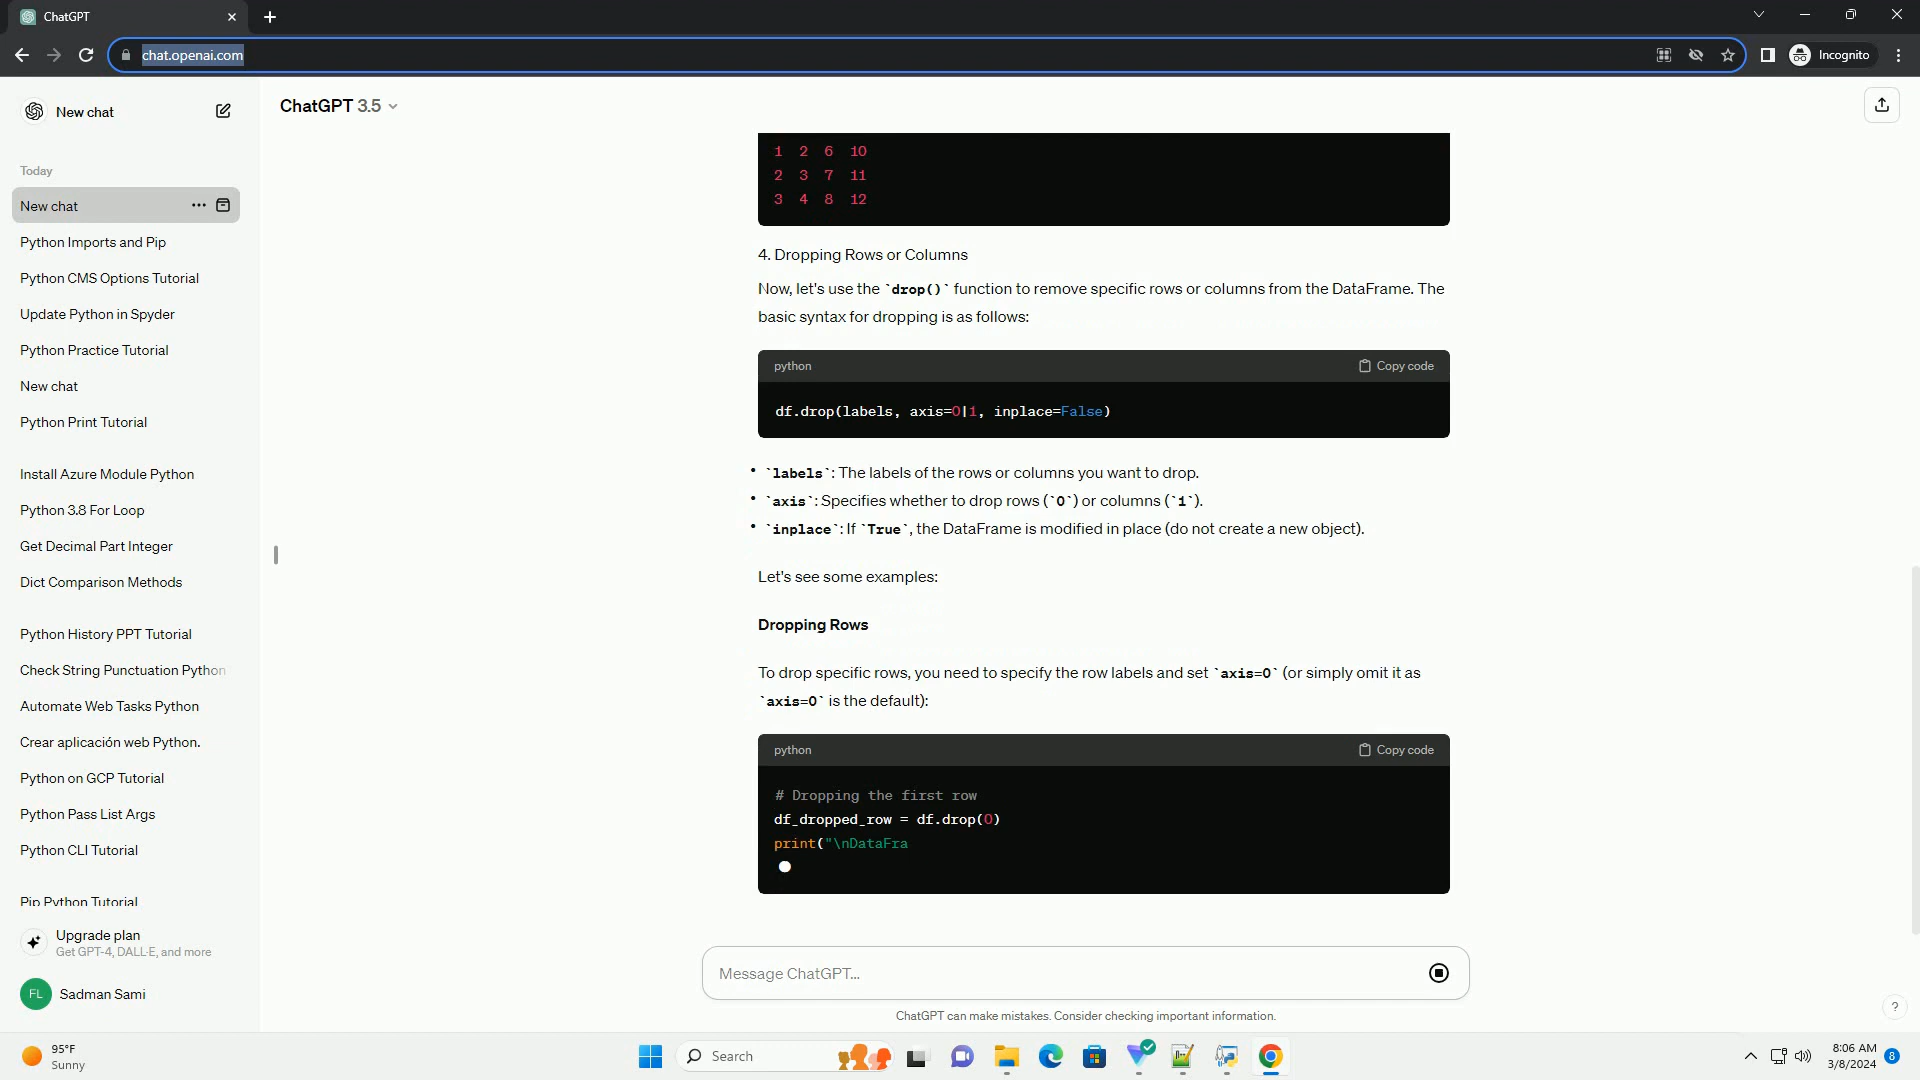 ChatGPT
chat.openai.com
Incognito
New chat
Today
New chat
Python Imports and Pip
Python CMS Options Tutorial
Update Python in Spyder
Python Practice Tutorial
New chat
Python Print Tutorial
Install Azure Module Python
Python 3.8 For Loop
Get Decimal Part Integer
Dict Comparison Methods
Python History PPT Tutorial
Check String Punctuation Python
Automate Web Tasks Python
Crear aplicación web Python.
Python on GCP Tutorial
Python Pass List Args
Python CLI Tutorial
Pip Python Tutorial
Upgrade plan
Get GPT-4, DALL·E, and more
FL Sadman Sami
ChatGPT 3.5
1 2 6 10
2 3 7 11
3 4 8 12
4. Dropping Rows or Columns
Now, let's use the `drop()` function to remove specific rows or columns from the DataFrame. The
basic syntax for dropping is as follows:
python Copy code
df.drop(labels, axis=0|1, inplace=False)
• `labels`: The labels of the rows or columns you want to drop.
• `axis`: Specifies whether to drop rows (`0`) or columns (`1`).
• `inplace`: If `True`, the DataFrame is modified in place (do not create a new object).
Let's see some examples:
Dropping Rows
To drop specific rows, you need to specify the row labels and set `axis=0` (or simply omit it as
`axis=0` is the default):
python Copy code
# Dropping the first row
df_dropped_row = df.drop(0)
print("\nDataFra
Message ChatGPT...
ChatGPT can make mistakes. Consider checking important information.
?
95°F
Sunny
Search
8:06 AM
3/8/2024
8